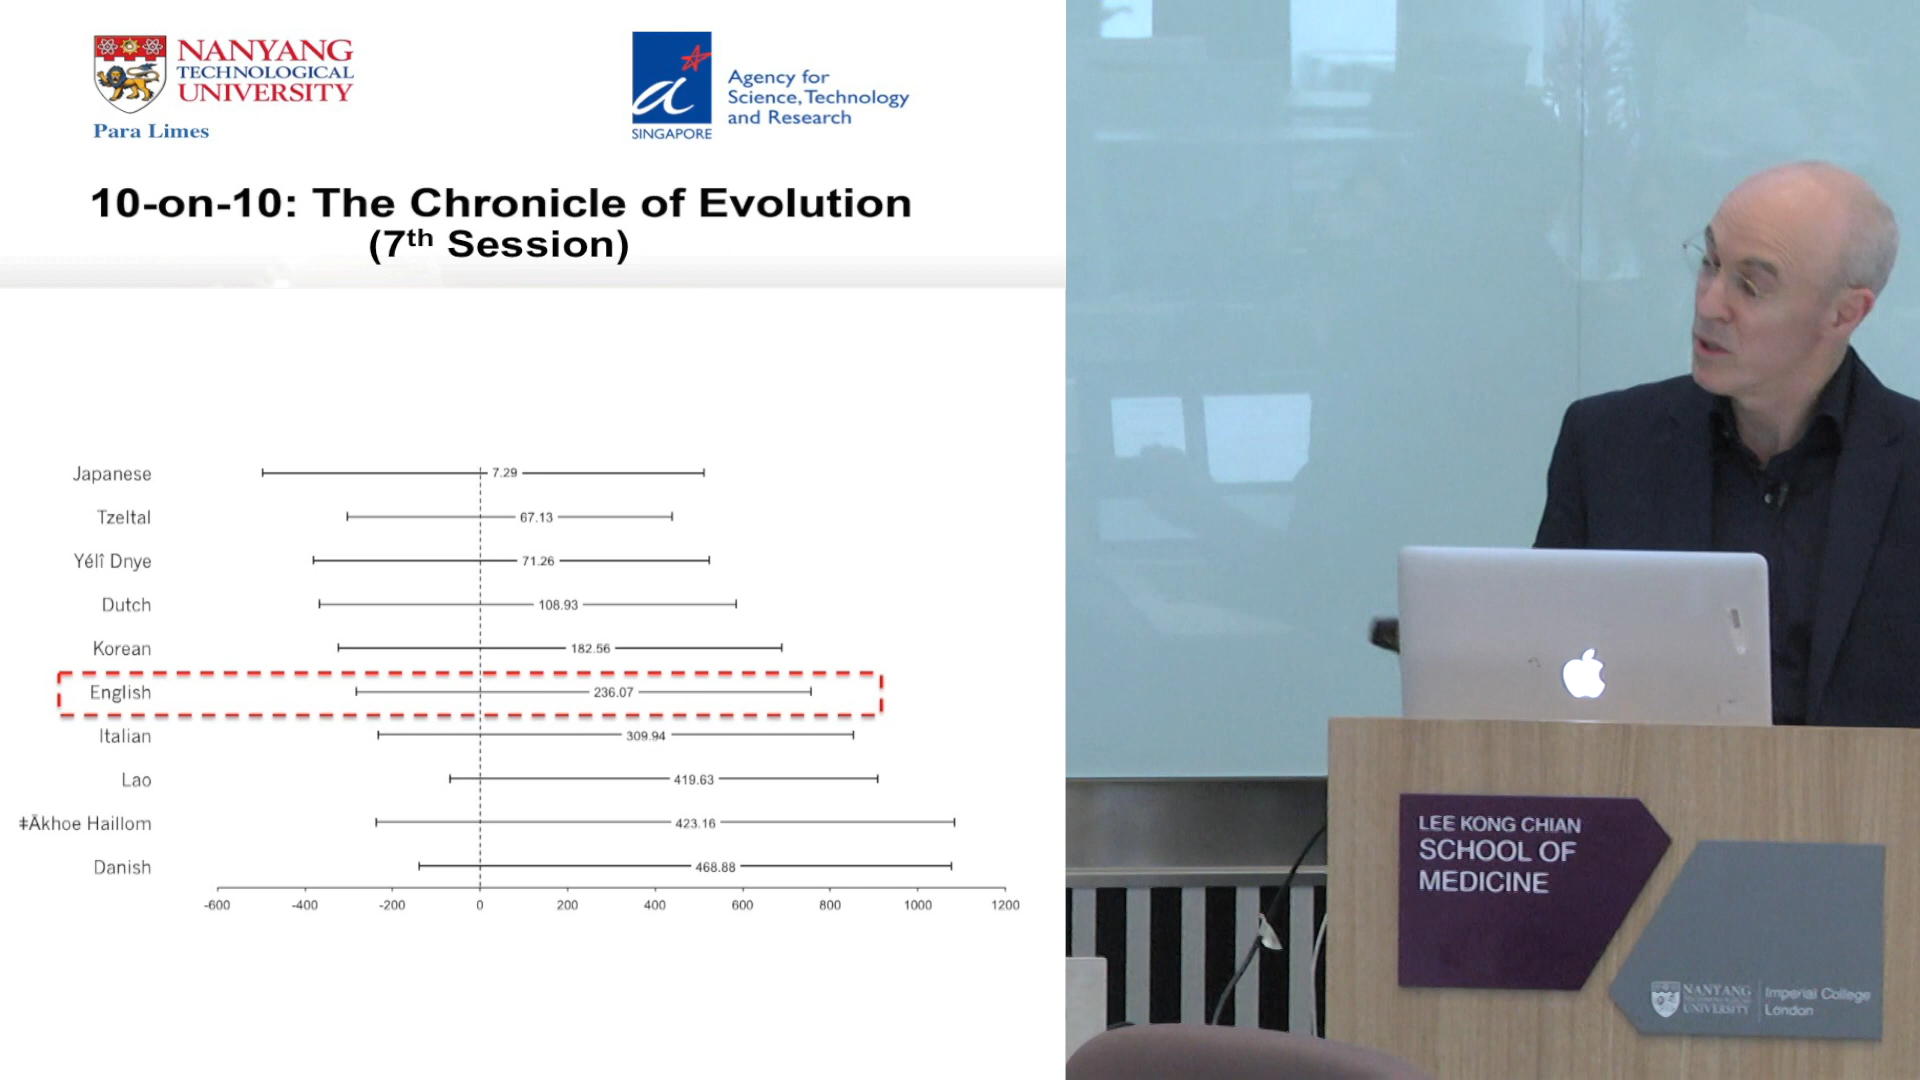 NANYANG
TECHNOLOGICAL
UNIVERSITY
Para Limes
SINGAPORE
Agency for
Science, Technology
and Research
10-on-10: The Chronicle of Evolution
(7th Session)
Japanese 7.29
Tzeltal 67.13
Yélî Dnye 71.26
Dutch 108.93
Korean 182.56
English 236.07
Italian 309.94
Lao 419.63
ǂĀkhoe Haillom 423.16
Danish 468.88
-600 -400 -200 0 200 400 600 800 1000 1200
LEE KONG CHIAN
SCHOOL OF
MEDICINE
NANYANG
UNIVERSITY
Imperial College
London